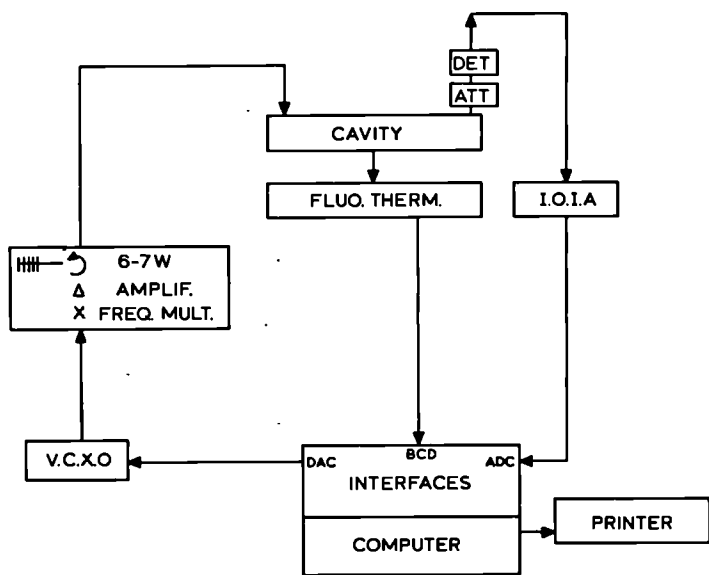 DET
ATT
CAVITY
FLUO. THERM.
I.O.I.A
6-7W
Δ AMPLIF.
X FREQ. MULT.
V.C.X.O
DAC
BCD
ADC
INTERFACES
COMPUTER
PRINTER